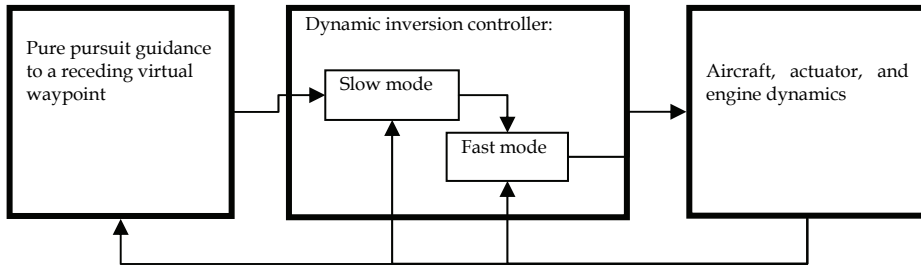 Pure pursuit guidance
to a receding virtual
waypoint
Dynamic inversion controller:
Slow mode
Fast mode
Aircraft, actuator, and
engine dynamics